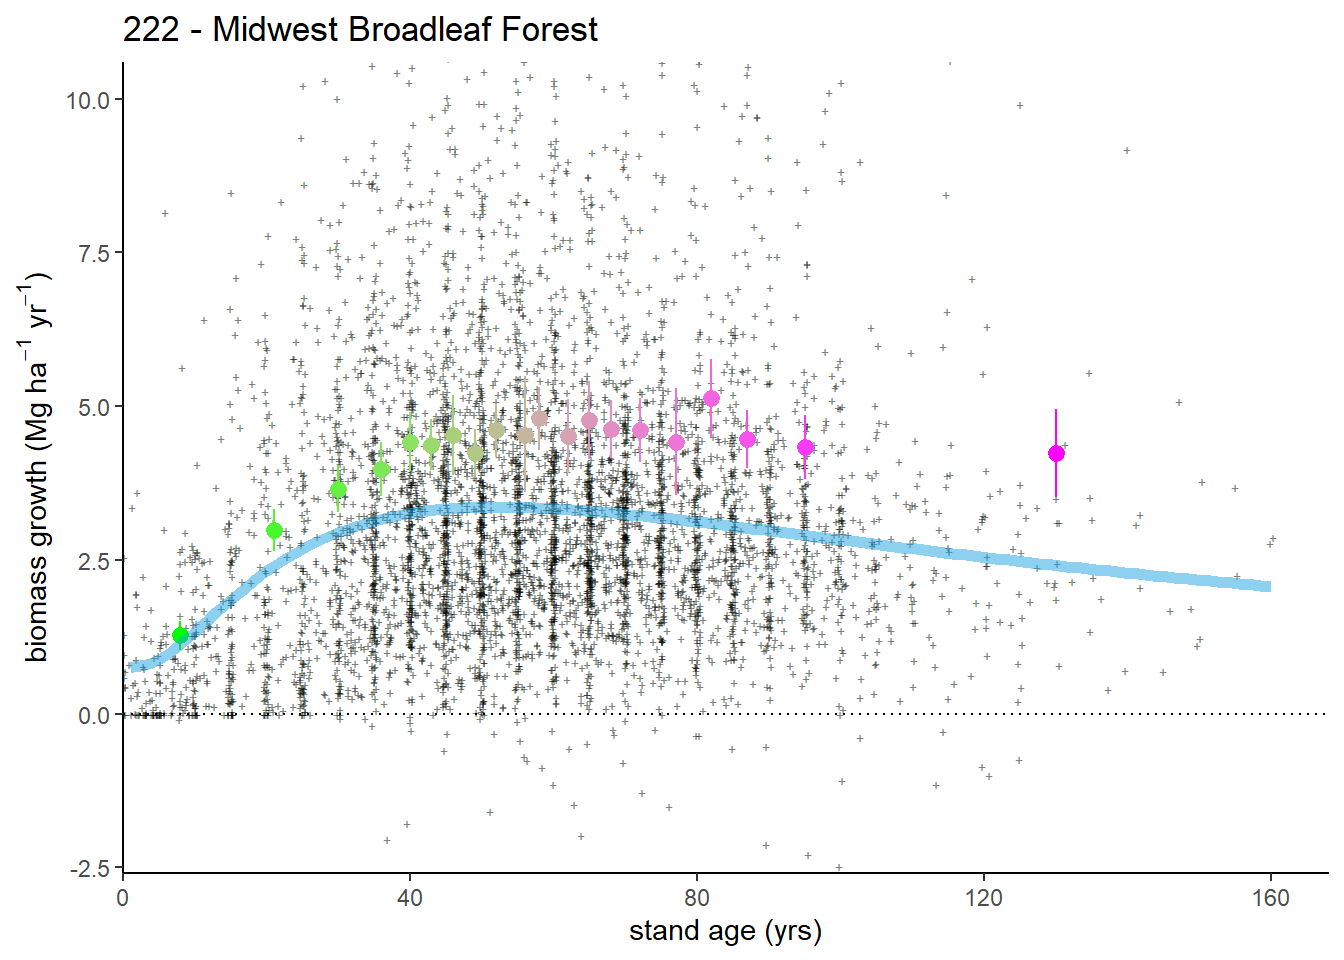 222 - Midwest Broadleaf Forest
biomass growth (Mg ha⁻¹ yr⁻¹)
10.0
7.5
5.0
2.5
0.0
-2.5
0 40 80 120 160
stand age (yrs)